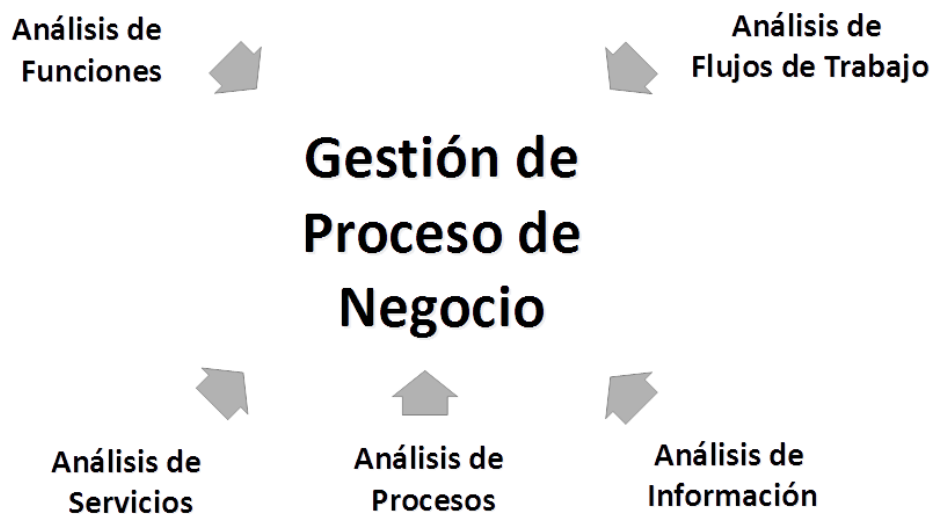 Análisis de
Funciones
Análisis de
Flujos de Trabajo
Gestión de
Proceso de
Negocio
Análisis de
Servicios
Análisis de
Procesos
Análisis de
Información